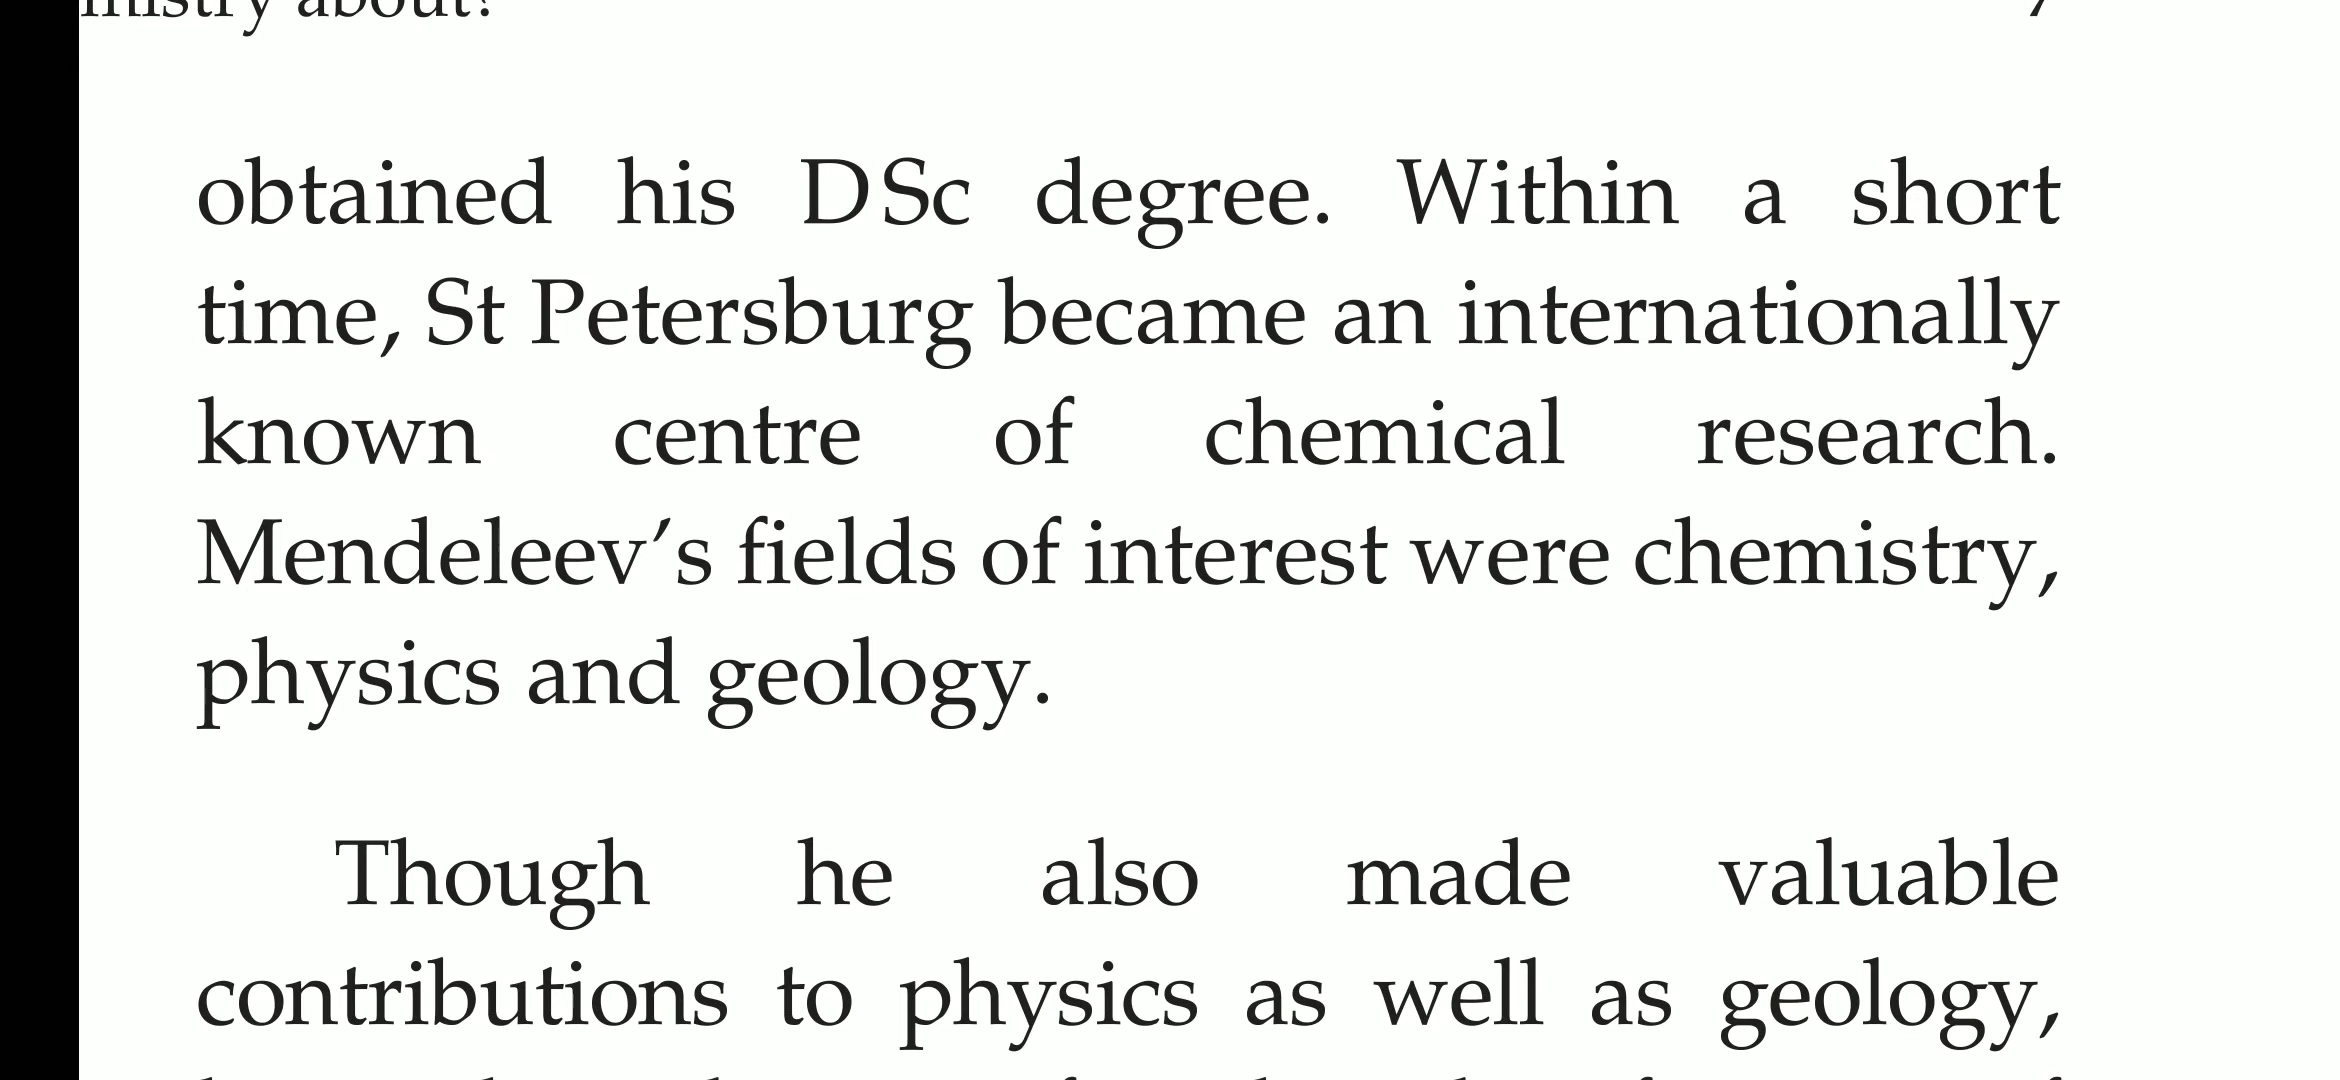 about?
obtained his DSc degree. Within a short
time, St Petersburg became an internationally
known centre of chemical research.
Mendeleev’s fields of interest were chemistry,
physics and geology.
Though he also made valuable
contributions to physics as well as geology,